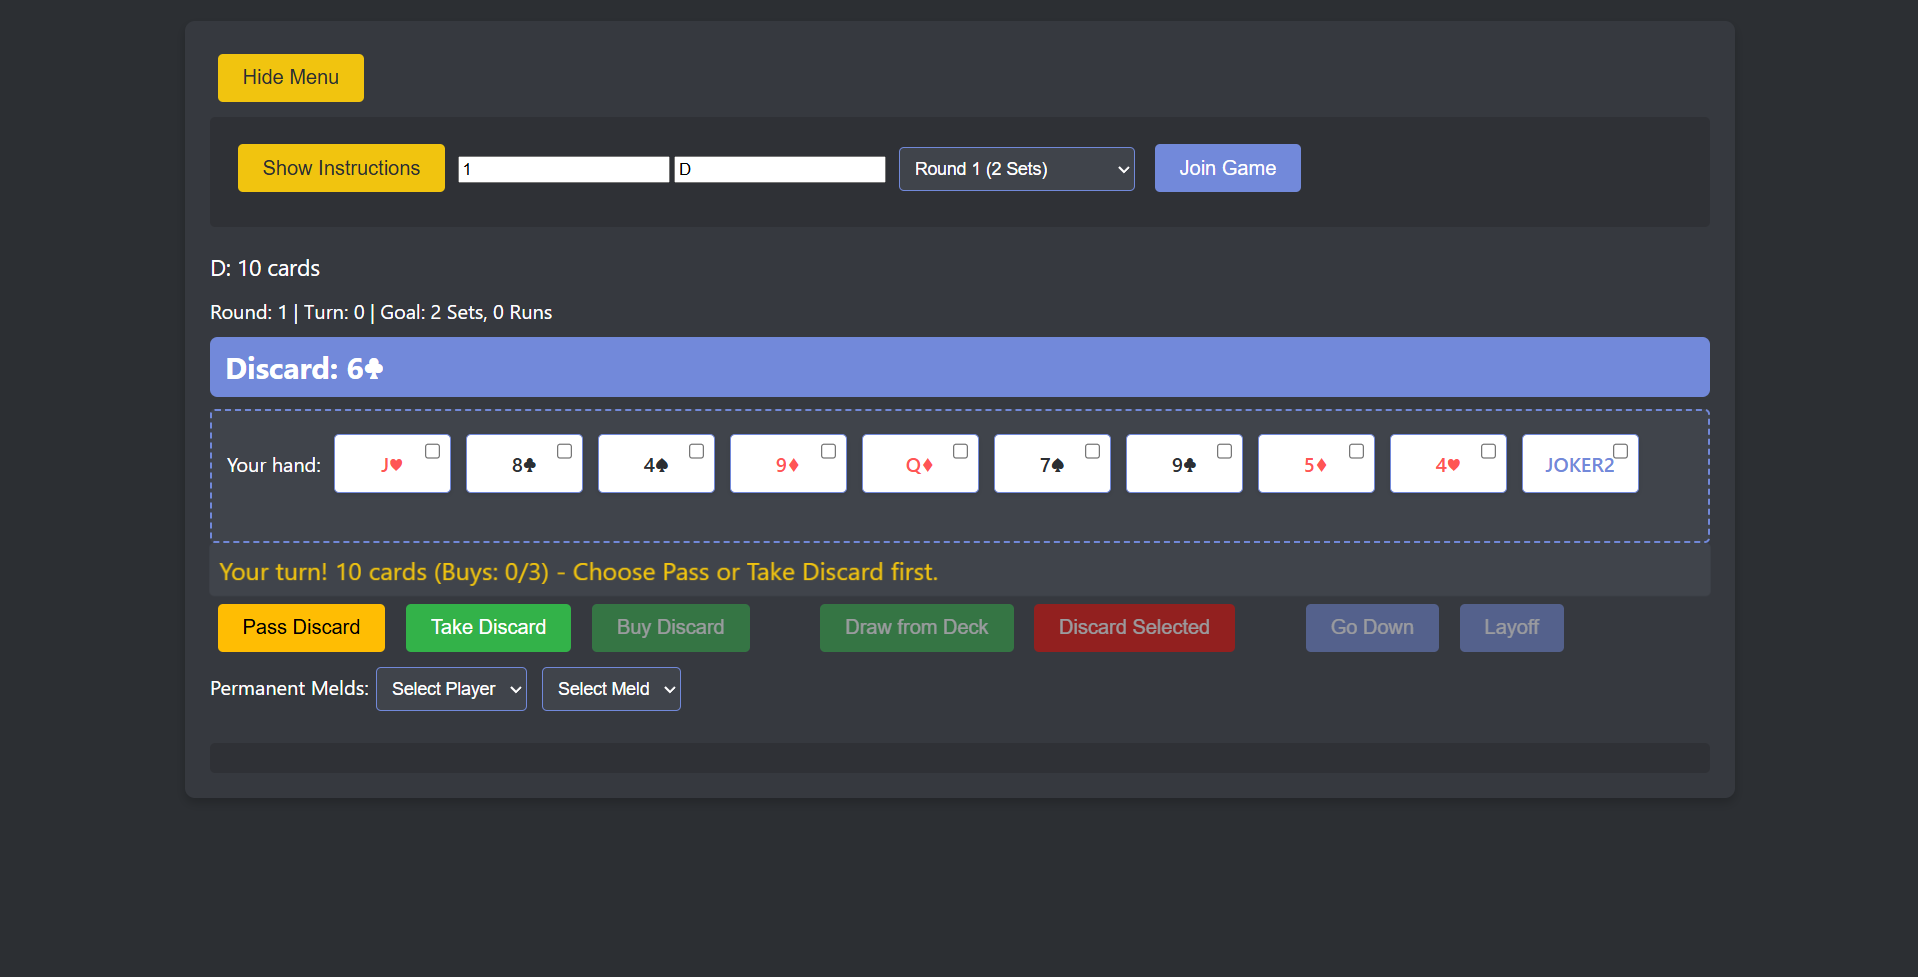 Hide Menu
Show Instructions 1 D Round 1 (2 Sets) Join Game
D: 10 cards
Round: 1 | Turn: 0 | Goal: 2 Sets, 0 Runs
Discard: 6♣
Your hand: J♥ 8♣ 4♠ 9♦ Q♦ 7♠ 9♣ 5♦ 4♥ JOKER2
Your turn! 10 cards (Buys: 0/3) - Choose Pass or Take Discard first.
Pass Discard Take Discard Buy Discard Draw from Deck Discard Selected Go Down Layoff
Permanent Melds: Select Player Select Meld